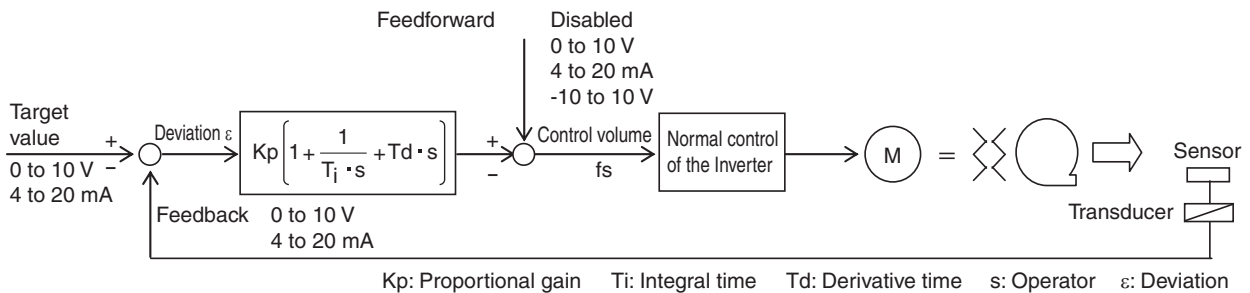 Feedforward
Disabled
0 to 10 V
4 to 20 mA
-10 to 10 V
Target
value
+
−
0 to 10 V
4 to 20 mA
Deviation ε
Kp[1+ 1/(Ti · s) +Td · s]
+
−
Control volume
fs
Normal control
of the Inverter
M
=
Sensor
Transducer
Feedback 0 to 10 V
4 to 20 mA
Kp: Proportional gain Ti: Integral time Td: Derivative time s: Operator ε: Deviation